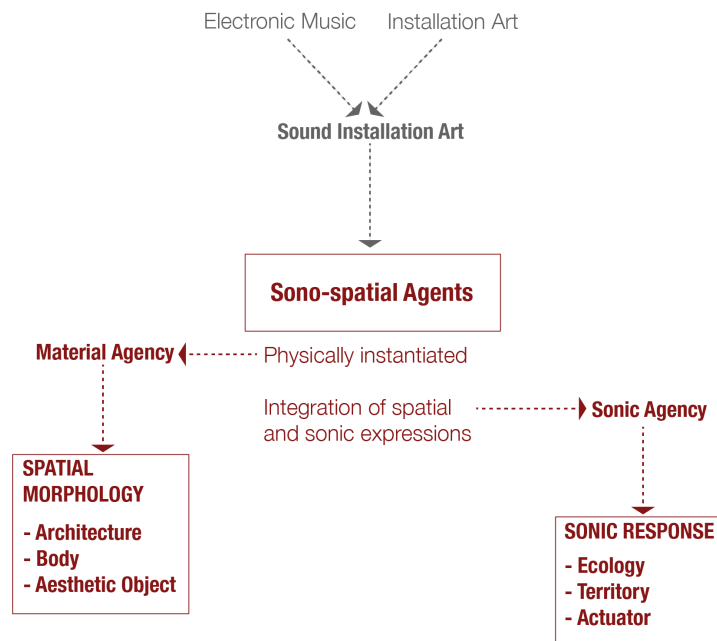 Electronic Music
Installation Art
Sound Installation Art
Sono-spatial Agents
Material Agency
Physically instantiated
Integration of spatial
and sonic expressions
Sonic Agency
SPATIAL
MORPHOLOGY
- Architecture
- Body
- Aesthetic Object
SONIC RESPONSE
- Ecology
- Territory
- Actuator